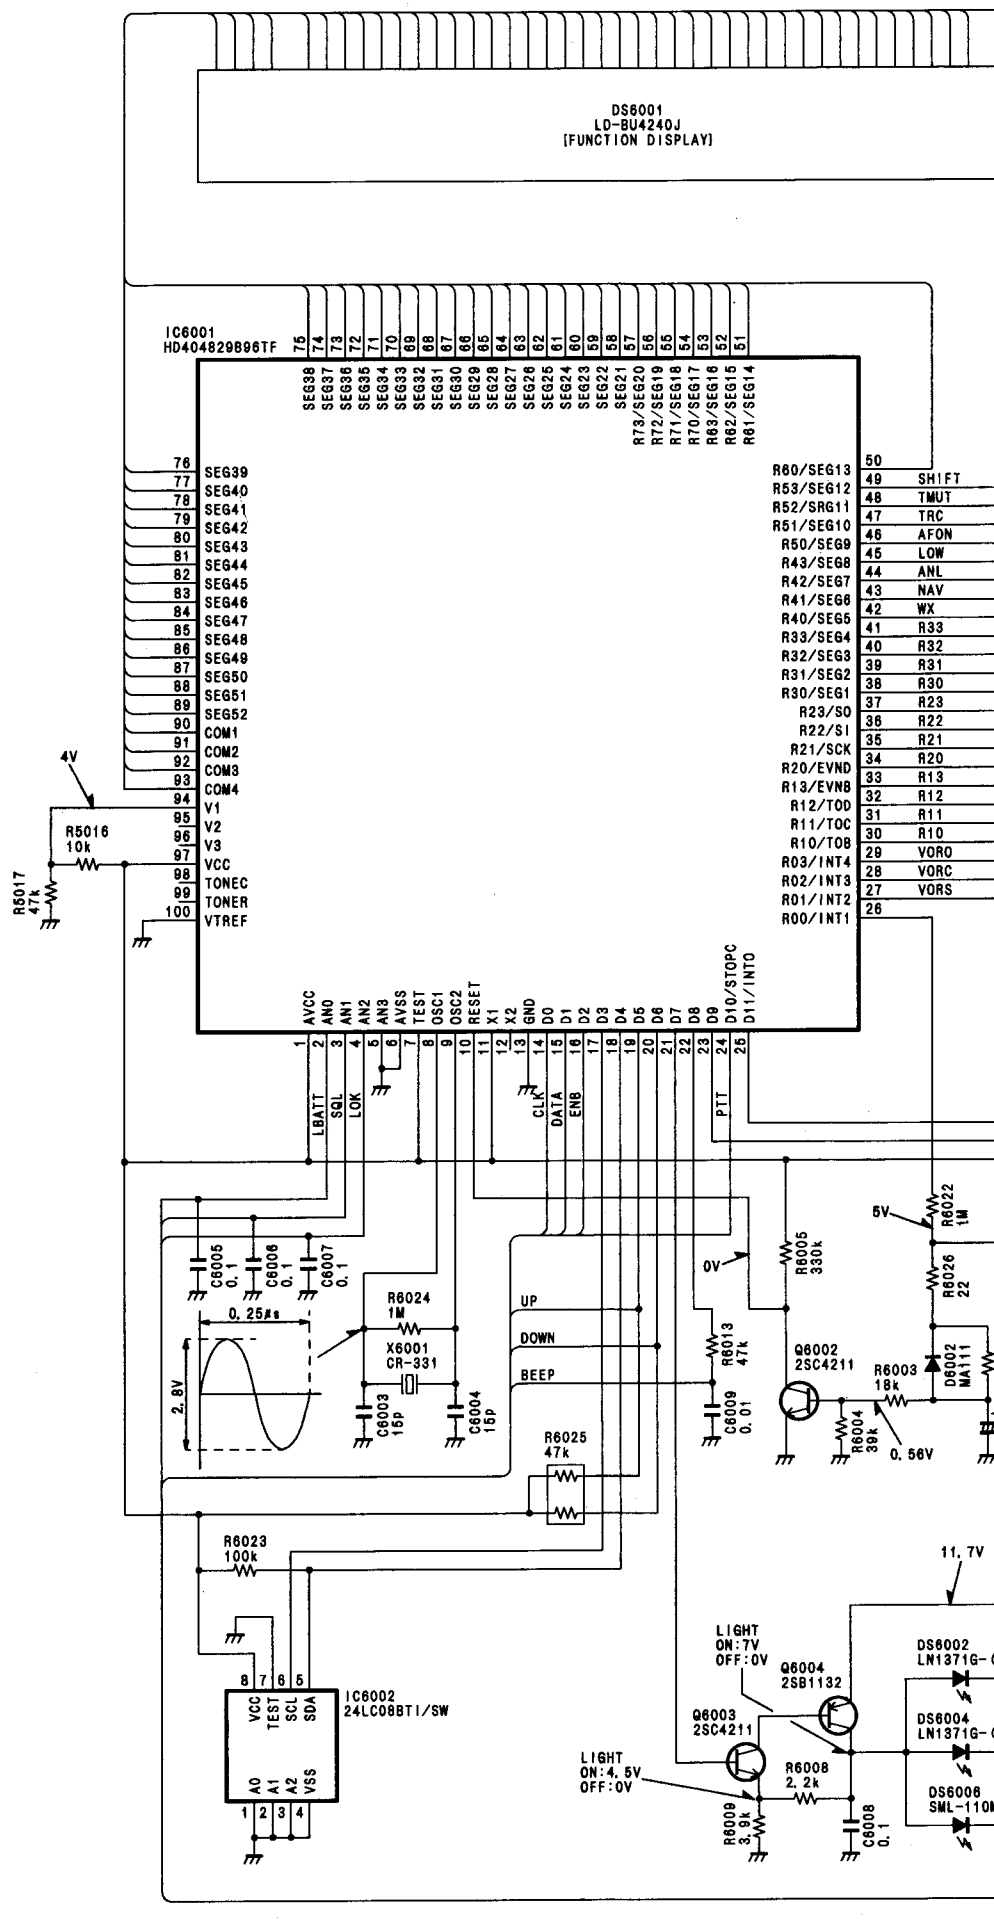 DS6001
LD-BU4240J
[FUNCTION DISPLAY]
IC6001
HD404829B96TF
75 74 73 72 71 70 69 68 67 66 65 64 63 62 61 60 59 58 57 56 55 54 53 52 51
SEG38
SEG37
SEG36
SEG35
SEG34
SEG33
SEG32
SEG31
SEG30
SEG29
SEG28
SEG27
SEG26
SEG25
SEG24
SEG23
SEG22
SEG21
R73/SEG20
R72/SEG19
R71/SEG18
R70/SEG17
R63/SEG16
R62/SEG15
R61/SEG14
76 SEG39
77 SEG40
78 SEG41
79 SEG42
80 SEG43
81 SEG44
82 SEG45
83 SEG46
84 SEG47
85 SEG48
86 SEG49
87 SEG50
88 SEG51
89 SEG52
90 COM1
91 COM2
92 COM3
93 COM4
94 V1
95 V2
96 V3
97 VCC
98 TONEC
99 TONER
100 VTREF
4V
R5016
10k
R5017
47k
R60/SEG13 50
R53/SEG12 49 SHIFT
R52/SRG11 48 TMUT
R51/SEG10 47 TRC
R50/SEG9 46 AFON
R43/SEG8 45 LOW
R42/SEG7 44 ANL
R41/SEG6 43 NAV
R40/SEG5 42 WX
R33/SEG4 41 R33
R32/SEG3 40 R32
R31/SEG2 39 R31
R30/SEG1 38 R30
R23/SO 37 R23
R22/SI 36 R22
R21/SCK 35 R21
R20/EVND 34 R20
R13/EVNB 33 R13
R12/TOD 32 R12
R11/TOC 31 R11
R10/TOB 30 R10
R03/INT4 29 VORO
R02/INT3 28 VORC
R01/INT2 27 VORS
R00/INT1 26
AVCC
AN0
AN1
AN2
AN3
AVSS
TEST
OSC1
OSC2
RESET
X1
X2
GND
D0
D1
D2
D3
D4
D5
D6
D7
D8
D9
D10/STOPC
D11/INT0
1 2 3 4 5 6 7 8 9 10 11 12 13 14 15 16 17 18 19 20 21 22 23 24 25
LBATT
SQL
LOK
CLK
DATA
ENB
PTT
C6005
0.1
C6006
0.1
C6007
0.1
0.25μs
2.8V
R6024
1M
X6001
CR-331
C6003
15p
C6004
15p
UP
DOWN
BEEP
R6013
47k
C6009
0.01
0V
R6005
330k
5V
R6022
1M
R6026
22
Q6002
2SC4211
R6003
18k
D6002
MA111
R6004
39k
0.56V
R6025
47k
R6023
100k
8 7 6 5
VCC
TEST
SCL
SDA
IC6002
24LC08BTI/SW
A0
A1
A2
VSS
1 2 3 4
11.7V
LIGHT
ON:7V
OFF:0V
Q6004
2SB1132
Q6003
2SC4211
LIGHT
ON:4.5V
OFF:0V
R6008
2.2k
R6009
3.9k
C6008
0.1
DS6002
LN1371G-(
DS6004
LN1371G-(
DS6006
SML-110M